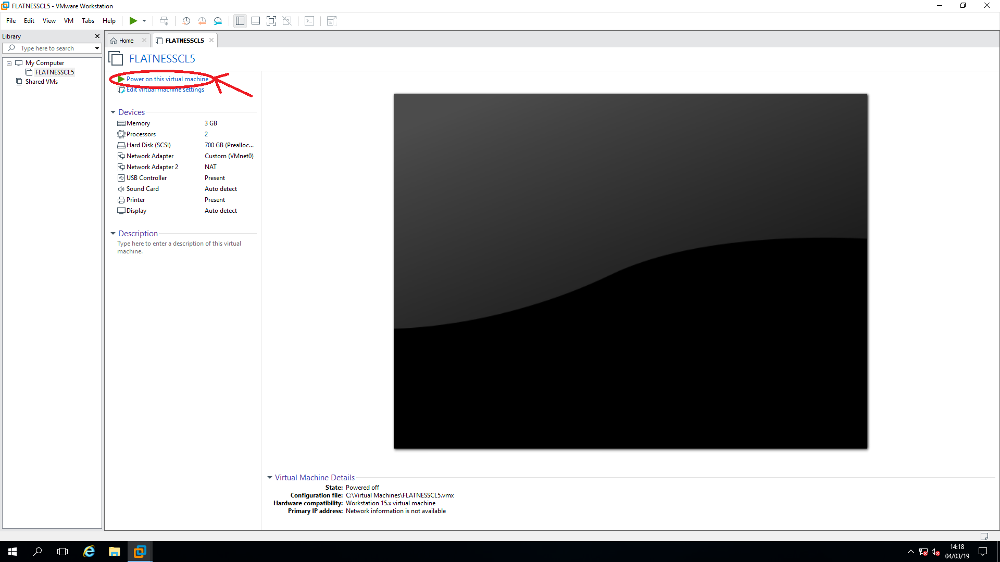 FLATNESSCL5 - VMware Workstation
File Edit View VM Tabs Help
Library
Type here to search
My Computer
FLATNESSCL5
Shared VMs
Home
FLATNESSCL5
FLATNESSCL5
Power on this virtual machine
Edit virtual machine settings
Devices
Memory 3 GB
Processors 2
Hard Disk (SCSI) 700 GB (Prealloc...
Network Adapter Custom (VMnet0)
Network Adapter 2 NAT
USB Controller Present
Sound Card Auto detect
Printer Present
Display Auto detect
Description
Type here to enter a description of this virtual
machine.
Virtual Machine Details
State: Powered off
Configuration file: C:\Virtual Machines\FLATNESSCL5.vmx
Hardware compatibility: Workstation 15.x virtual machine
Primary IP address: Network information is not available
14:18
04/03/19